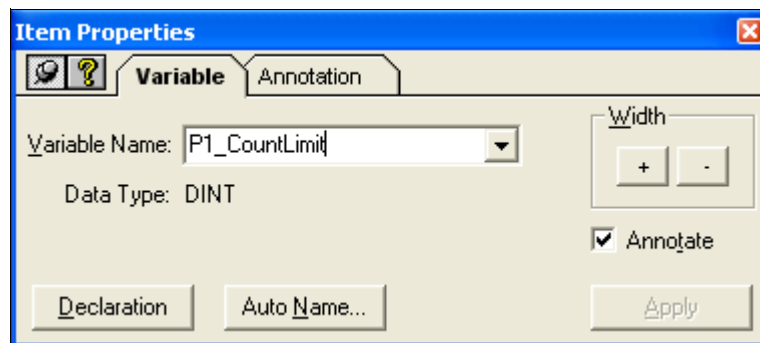 Item Properties
Variable
Annotation
Variable Name: P1_CountLimit
Width
+ -
Data Type: DINT
Annotate
Declaration
Auto Name...
Apply